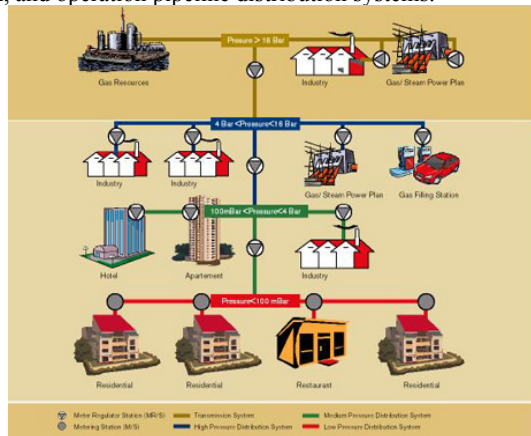 , and operation pipeline distribution systems.
Pressure > 16 Bar
Gas Resources
Industry
Gas/ Steam Power Plan
4 Bar <Pressure<16 Bar
Industry
Industry
Gas/ Steam Power Plan
Gas Filling Station
100mBar <Pressure<4 Bar
Hotel
Apartement
Industry
Pressure<100 mBar
Residential
Residential
Restaurant
Residential
Meter Regulator Station (MR/S)
Transmission System
Medium Pressure Distribution System
Metering Station (M/S)
High Pressure Distribution System
Low Pressure Distribution System